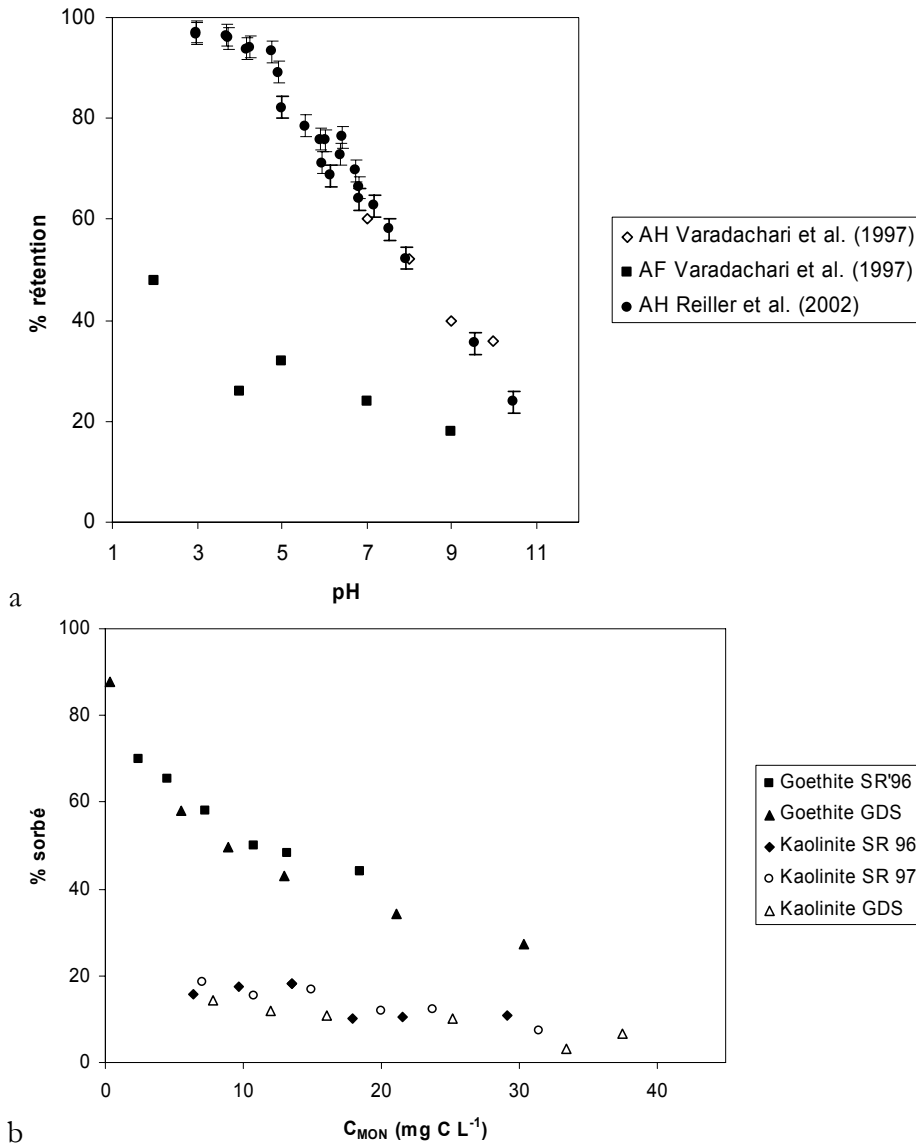 100
80
60
40
20
0
% rétention
1 3 5 7 9 11
pH
◇ AH Varadachari et al. (1997)
■ AF Varadachari et al. (1997)
● AH Reiller et al. (2002)
a
100
80
60
40
20
0
% sorbé
0 10 20 30 40
C_MON (mg C L⁻¹)
■ Goethite SR'96
▲ Goethite GDS
◆ Kaolinite SR 96
○ Kaolinite SR 97
△ Kaolinite GDS
b